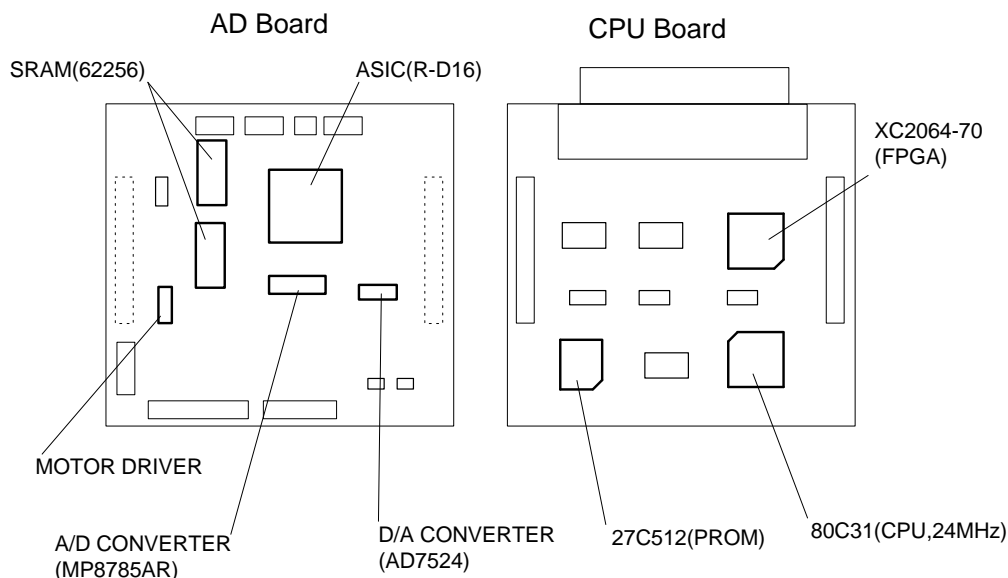 AD Board
CPU Board
SRAM(62256)
ASIC(R-D16)
XC2064-70
(FPGA)
MOTOR DRIVER
A/D CONVERTER
(MP8785AR)
D/A CONVERTER
(AD7524)
27C512(PROM)
80C31(CPU,24MHz)